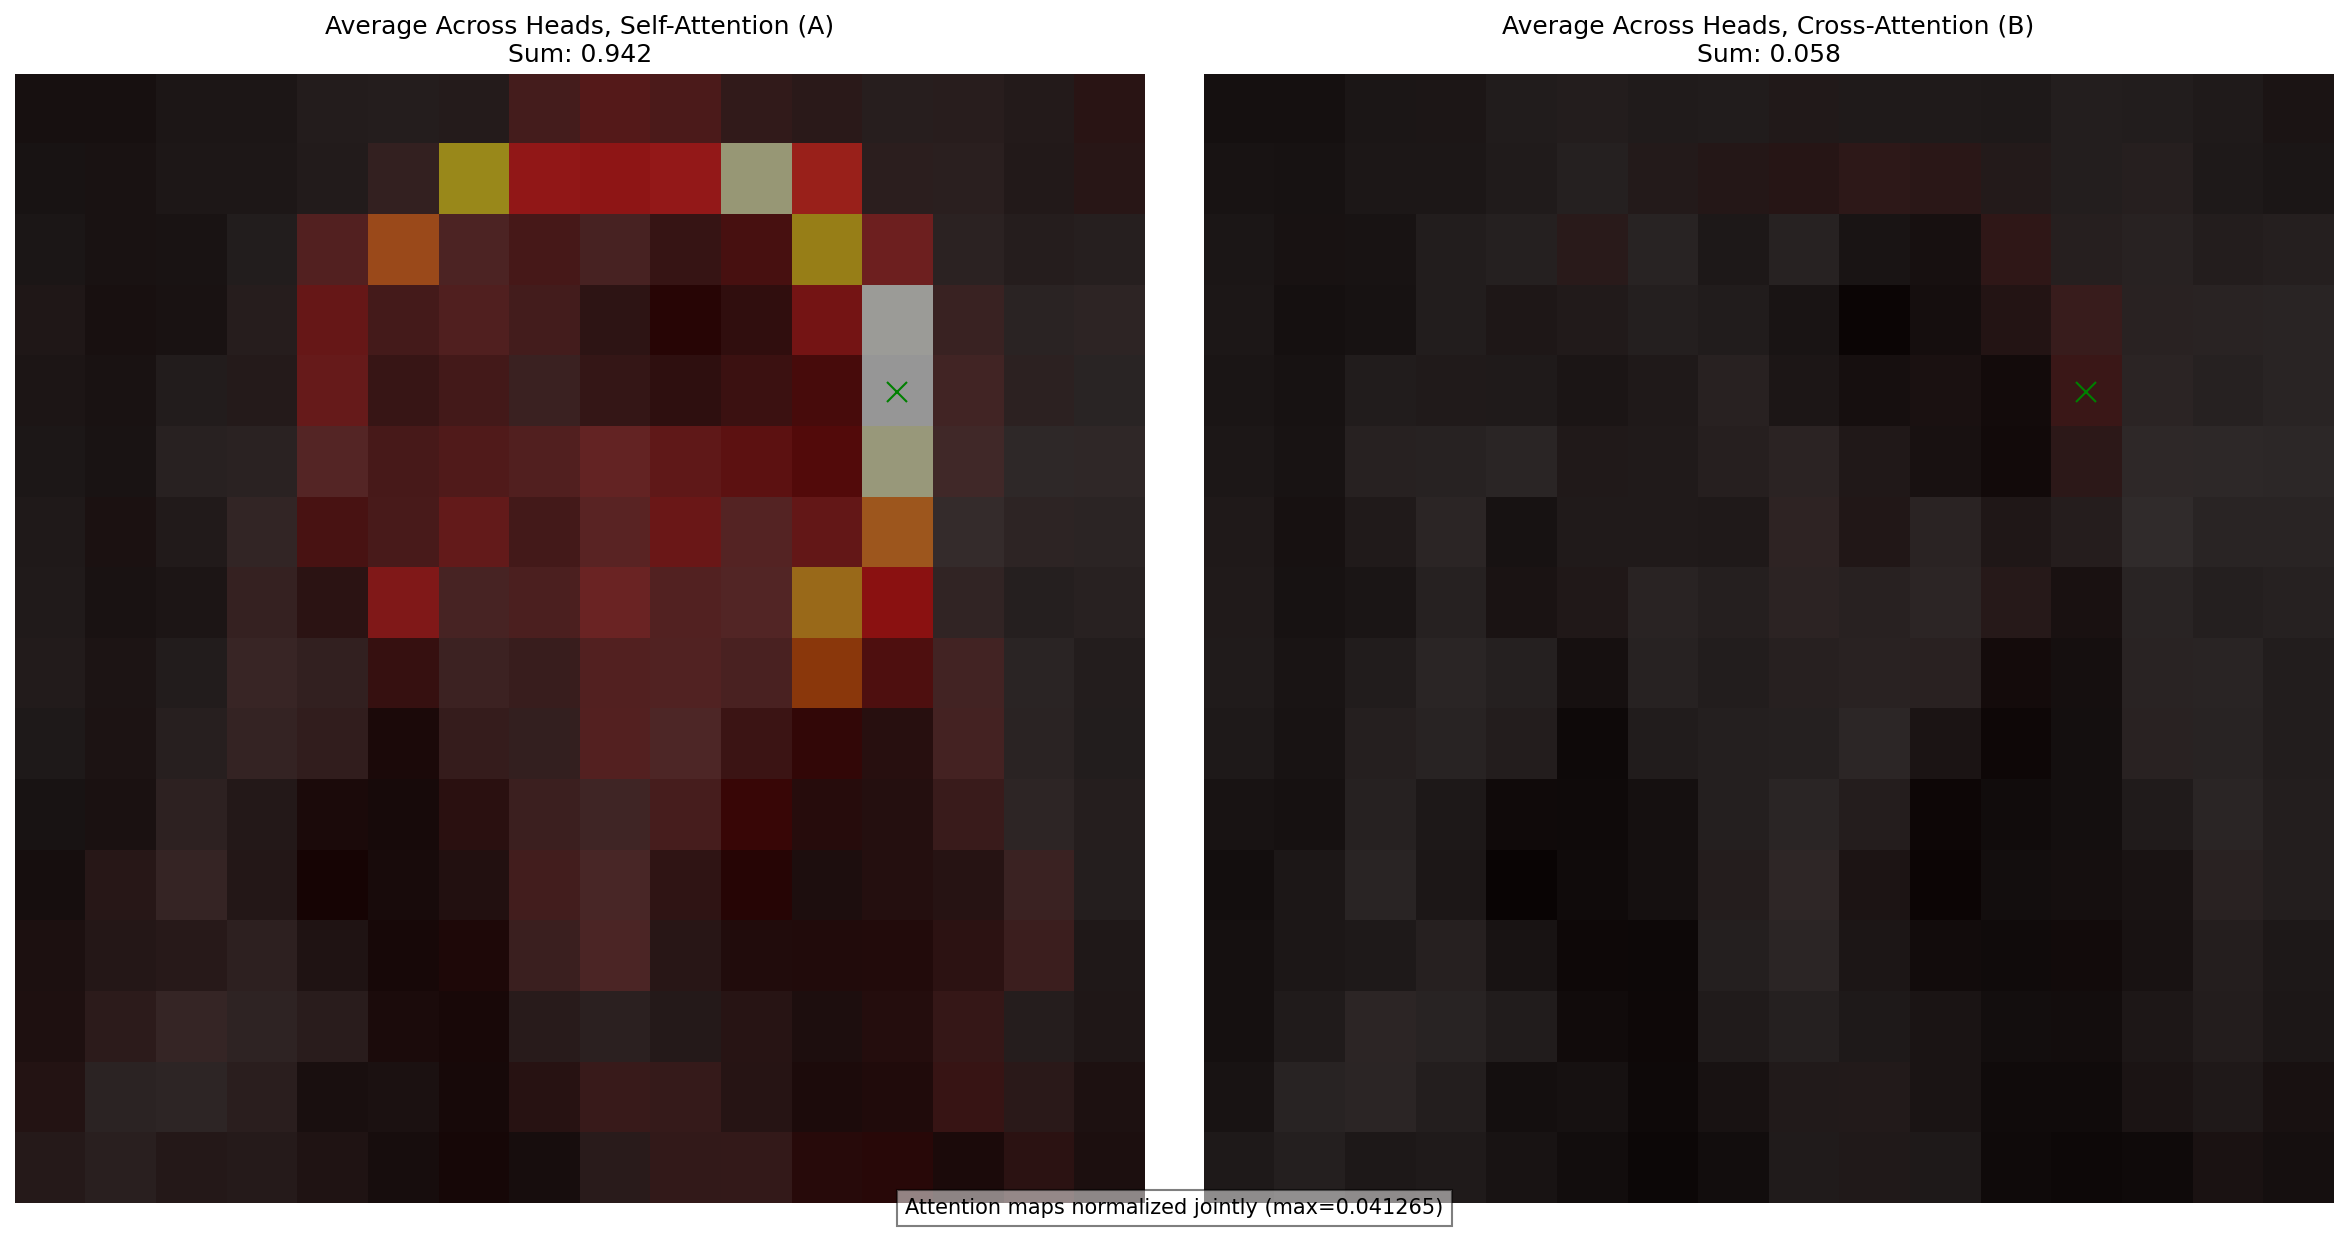 Average Across Heads, Self-Attention (A)
Sum: 0.942
Average Across Heads, Cross-Attention (B)
Sum: 0.058
Attention maps normalized jointly (max=0.041265)